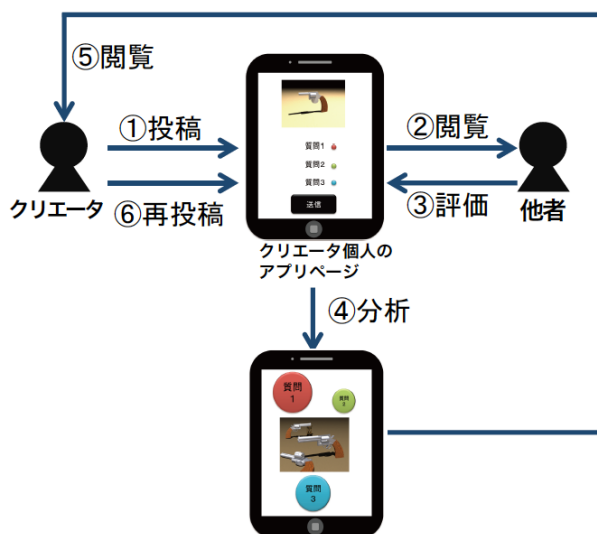 ⑤閲覧
①投稿
②閲覧
質問1
質問2
質問3
送信
クリエータ
⑥再投稿
③評価
他者
クリエータ個人の
アプリページ
④分析
質問
1
質問
2
質問
3